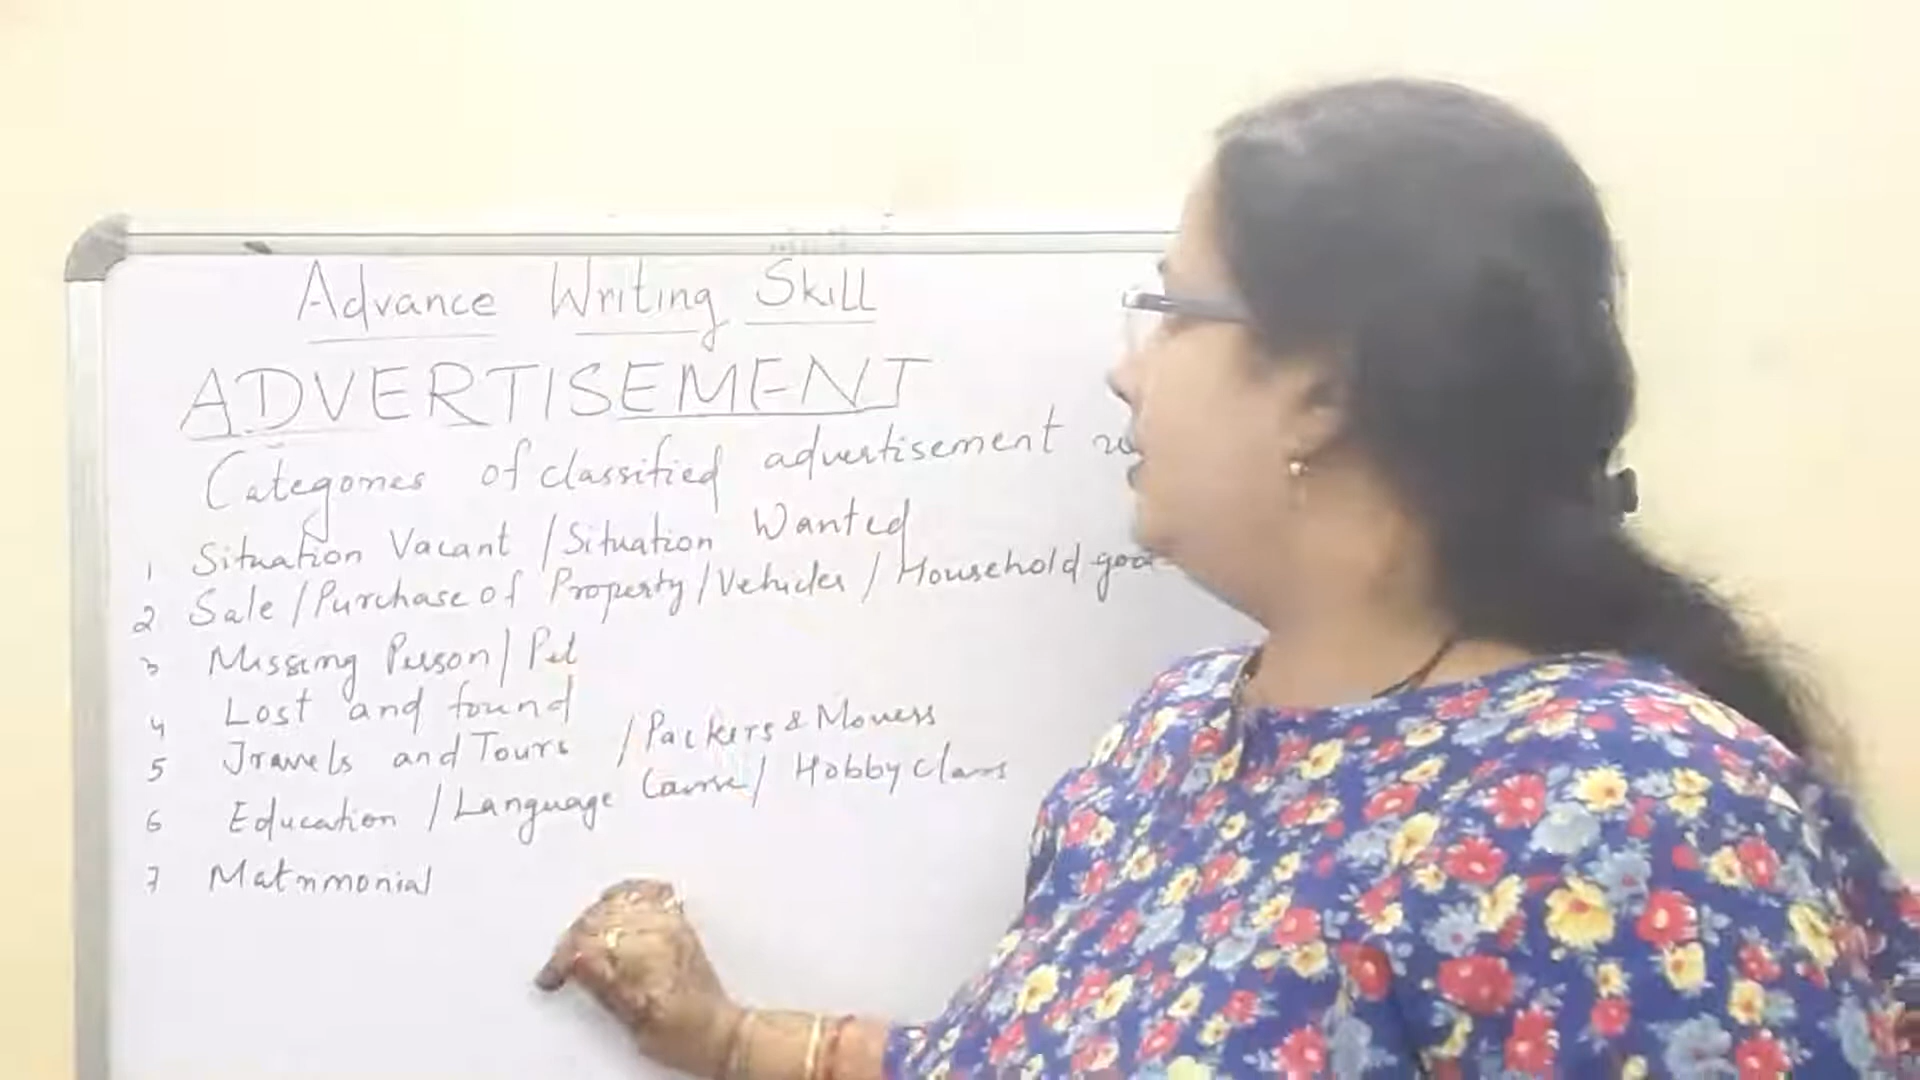 Advance Writing Skill
ADVERTISEMENT
Categories of classified advertisement
1 Situation Vacant / Situation Wanted
2 Sale / Purchase of Property / Vehicles / Household goo
3 Missing Person / Pet
4 Lost and found
5 Travels and Tours / Packers & Movers
6 Education / Language Course / Hobby class
7 Matrimonial